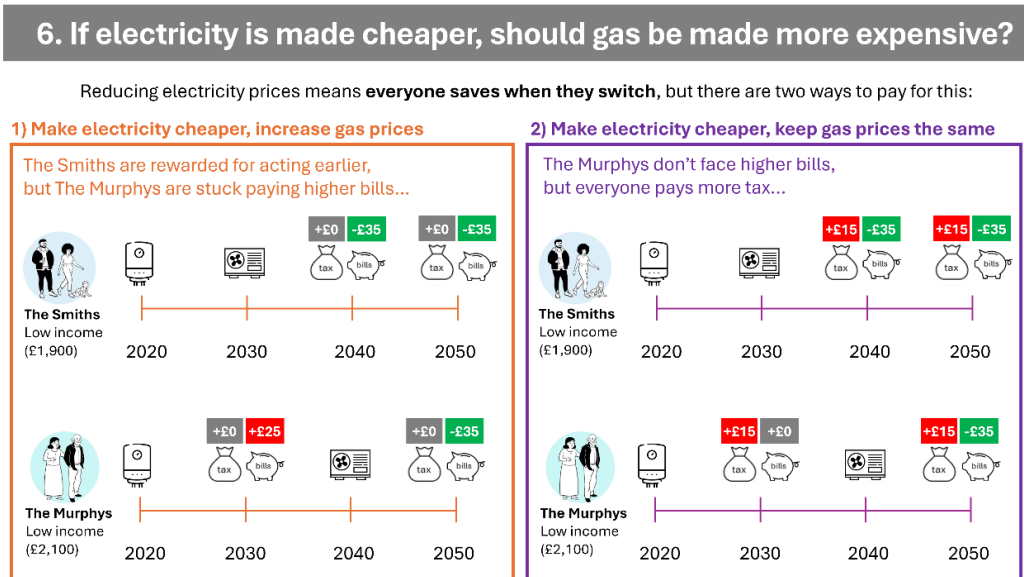 6. If electricity is made cheaper, should gas be made more expensive?
Reducing electricity prices means everyone saves when they switch, but there are two ways to pay for this:
1) Make electricity cheaper, increase gas prices
The Smiths are rewarded for acting earlier,
but The Murphys are stuck paying higher bills...
+£0 -£35 +£0 -£35
tax bills tax bills
The Smiths
Low income
(£1,900)
2020 2030 2040 2050
+£0 +£25 +£0 -£35
tax bills tax bills
The Murphys
Low income
(£2,100)
2020 2030 2040 2050
2) Make electricity cheaper, keep gas prices the same
The Murphys don’t face higher bills,
but everyone pays more tax...
+£15 -£35 +£15 -£35
tax bills tax bills
The Smiths
Low income
(£1,900)
2020 2030 2040 2050
+£15 +£0 +£15 -£35
tax bills tax bills
The Murphys
Low income
(£2,100)
2020 2030 2040 2050